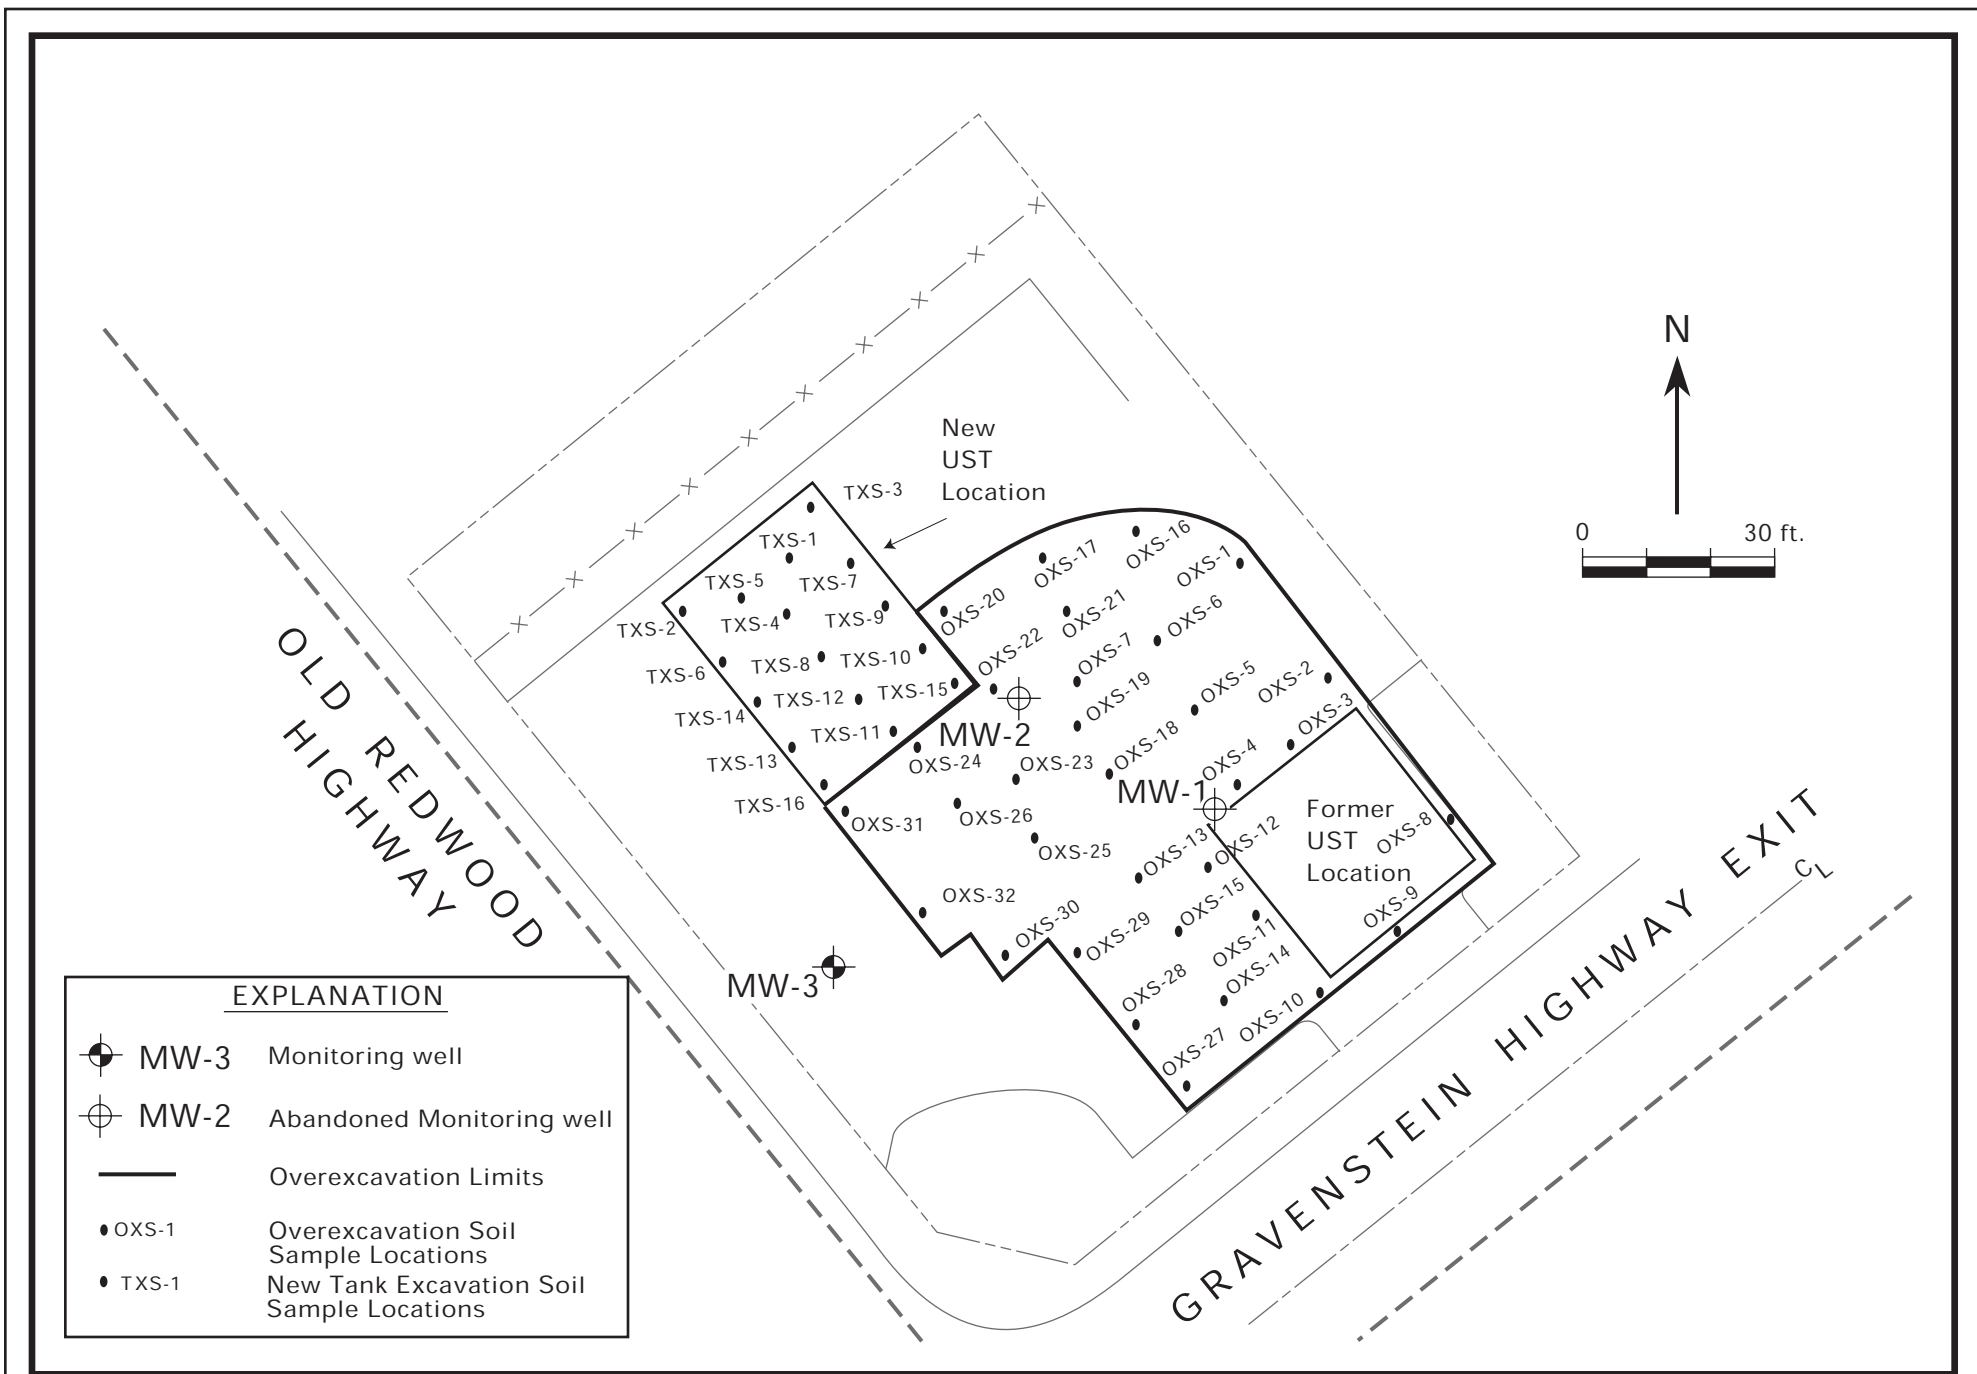 N
0 30 ft.
New
UST
Location
TXS-3
TXS-1
TXS-5
TXS-7
TXS-2
TXS-4
TXS-9
TXS-6
TXS-8
TXS-10
TXS-14
TXS-12
TXS-15
TXS-13
TXS-11
TXS-16
OXS-17
OXS-16
OXS-1
OXS-20
OXS-21
OXS-6
OXS-22
OXS-7
OXS-19
OXS-5
OXS-2
OXS-3
MW-2
OXS-24
OXS-23
OXS-18
OXS-4
MW-1
OXS-31
OXS-26
OXS-25
OXS-13
OXS-12
Former
UST
Location
OXS-8
OXS-32
OXS-30
OXS-29
OXS-15
OXS-11
OXS-9
OXS-28
OXS-14
OXS-10
OXS-27
MW-3
OLD REDWOOD
HIGHWAY
GRAVENSTEIN HIGHWAY EXIT
CL
EXPLANATION
MW-3 Monitoring well
MW-2 Abandoned Monitoring well
Overexcavation Limits
OXS-1 Overexcavation Soil
Sample Locations
TXS-1 New Tank Excavation Soil
Sample Locations